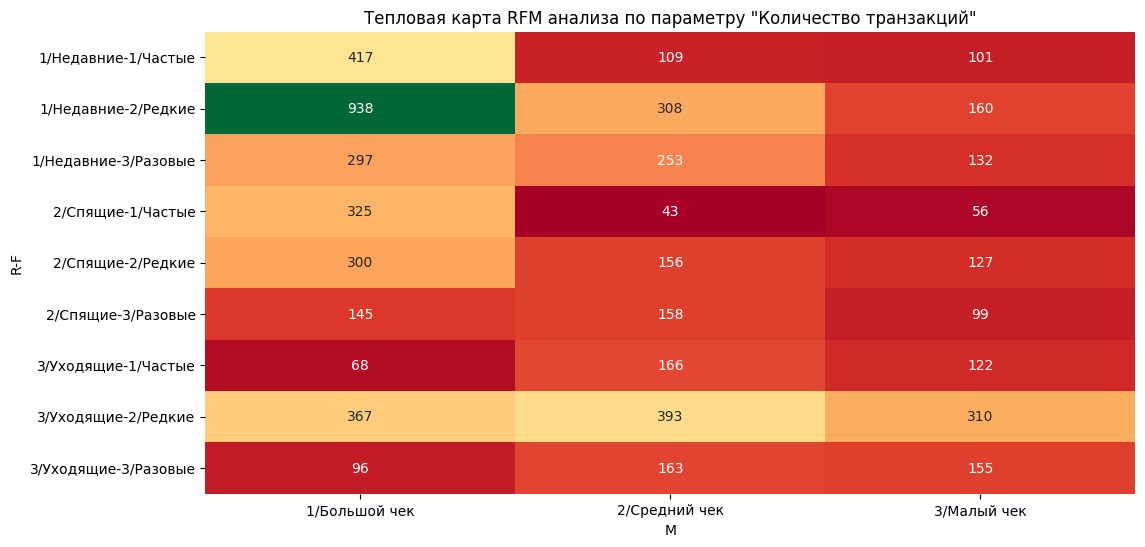 Тепловая карта RFM анализа по параметру "Количество транзакций"
R-F
1/Недавние-1/Частые 417 109 101
1/Недавние-2/Редкие 938 308 160
1/Недавние-3/Разовые 297 253 132
2/Спящие-1/Частые 325 43 56
2/Спящие-2/Редкие 300 156 127
2/Спящие-3/Разовые 145 158 99
3/Уходящие-1/Частые 68 166 122
3/Уходящие-2/Редкие 367 393 310
3/Уходящие-3/Разовые 96 163 155
1/Большой чек 2/Средний чек 3/Малый чек
M